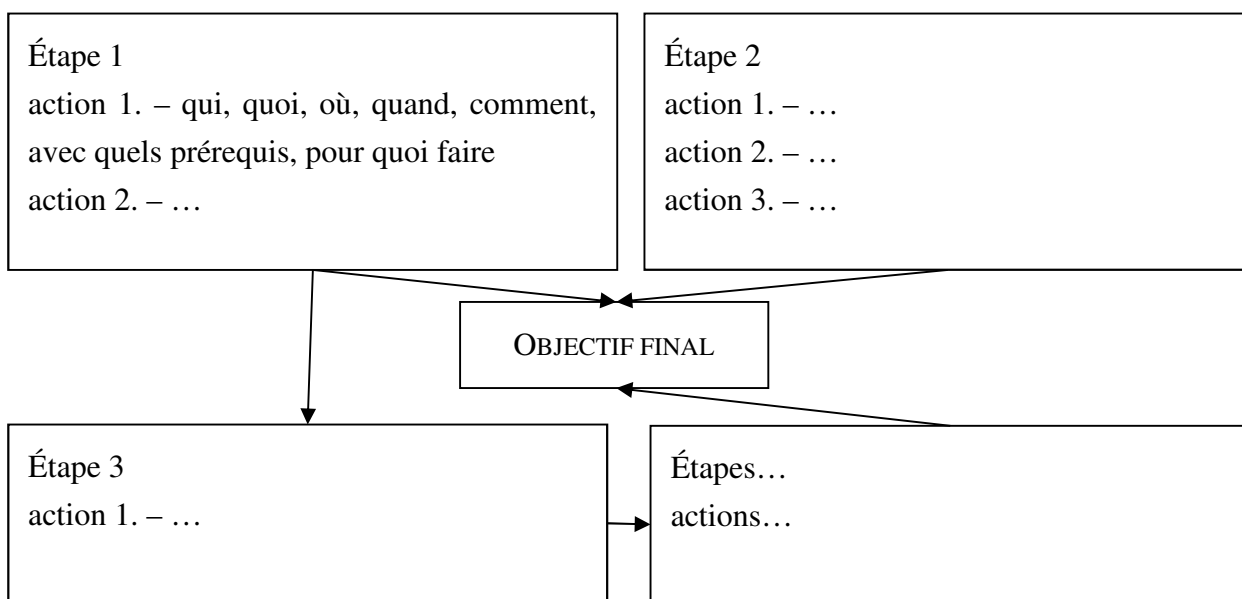 Étape 1
action 1. – qui, quoi, où, quand, comment,
avec quels prérequis, pour quoi faire
action 2. – …
Étape 2
action 1. – …
action 2. – …
action 3. – …
OBJECTIF FINAL
Étape 3
action 1. – …
Étapes…
actions…